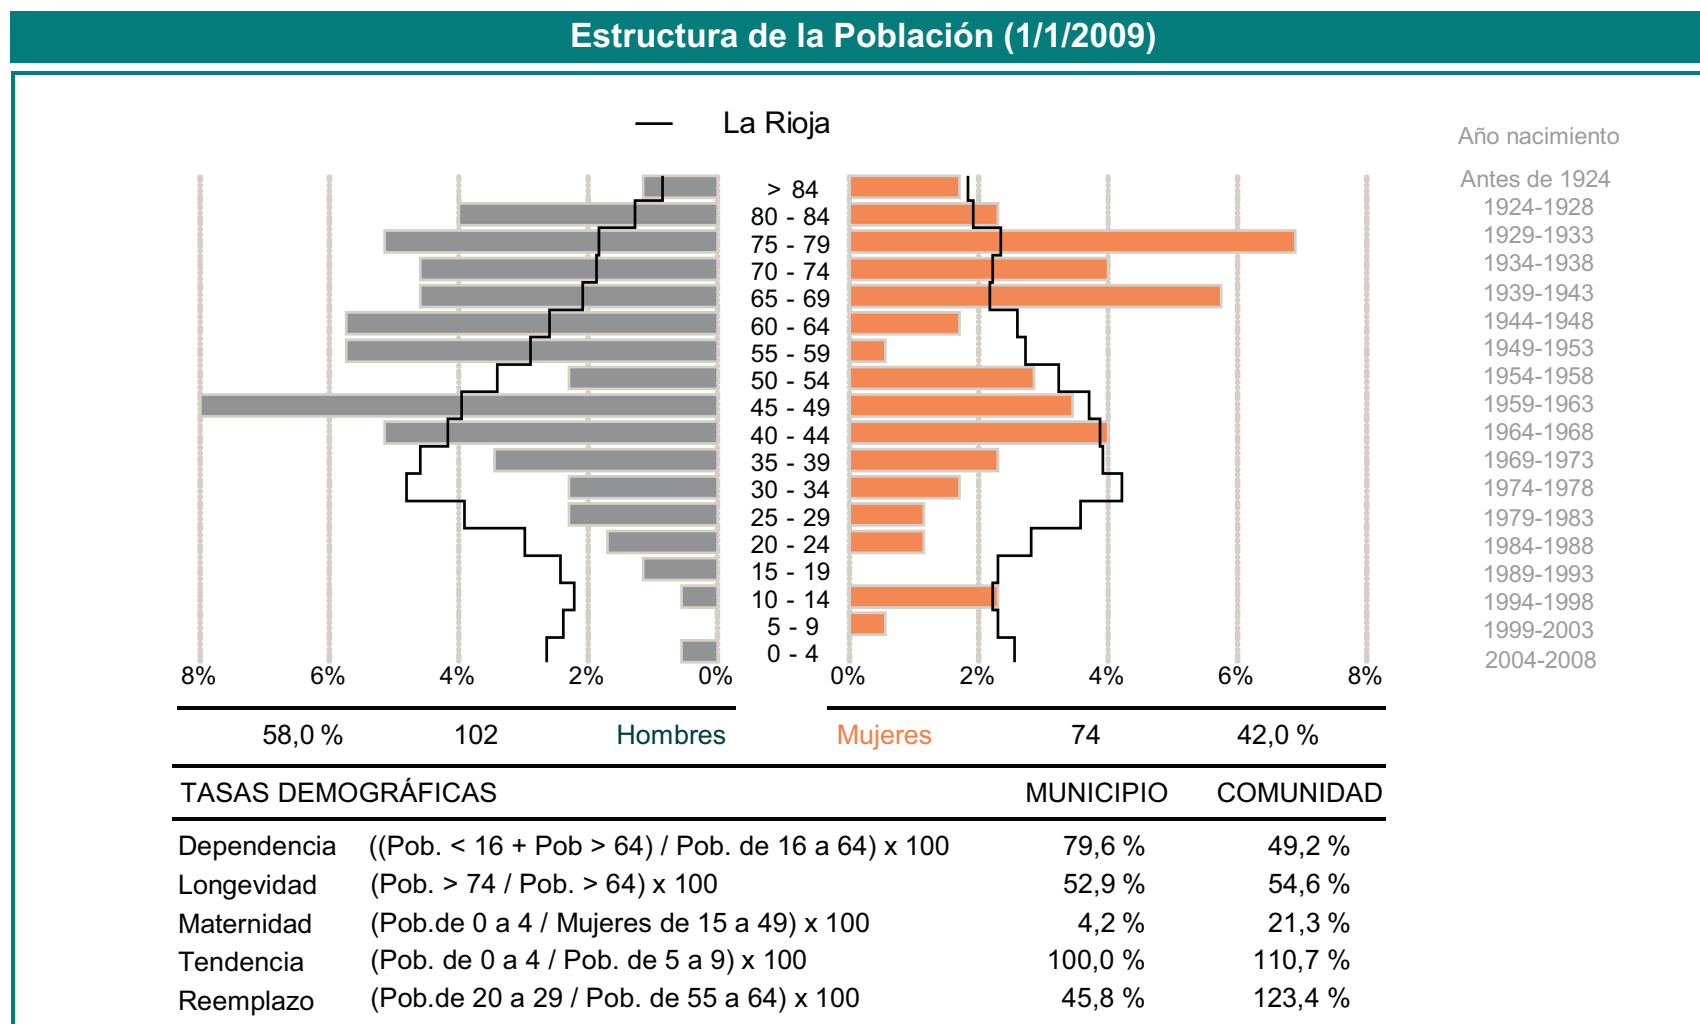 Estructura de la Población (1/1/2009)
La Rioja
Año nacimiento
> 84 Antes de 1924
80 - 84 1924-1928
75 - 79 1929-1933
70 - 74 1934-1938
65 - 69 1939-1943
60 - 64 1944-1948
55 - 59 1949-1953
50 - 54 1954-1958
45 - 49 1959-1963
40 - 44 1964-1968
35 - 39 1969-1973
30 - 34 1974-1978
25 - 29 1979-1983
20 - 24 1984-1988
15 - 19 1989-1993
10 - 14 1994-1998
5 - 9 1999-2003
0 - 4 2004-2008
8% 6% 4% 2% 0% 0% 2% 4% 6% 8%
58,0 % 102 Hombres Mujeres 74 42,0 %
TASAS DEMOGRÁFICAS MUNICIPIO COMUNIDAD
Dependencia ((Pob. < 16 + Pob > 64) / Pob. de 16 a 64) x 100 79,6 % 49,2 %
Longevidad (Pob. > 74 / Pob. > 64) x 100 52,9 % 54,6 %
Maternidad (Pob.de 0 a 4 / Mujeres de 15 a 49) x 100 4,2 % 21,3 %
Tendencia (Pob. de 0 a 4 / Pob. de 5 a 9) x 100 100,0 % 110,7 %
Reemplazo (Pob.de 20 a 29 / Pob. de 55 a 64) x 100 45,8 % 123,4 %